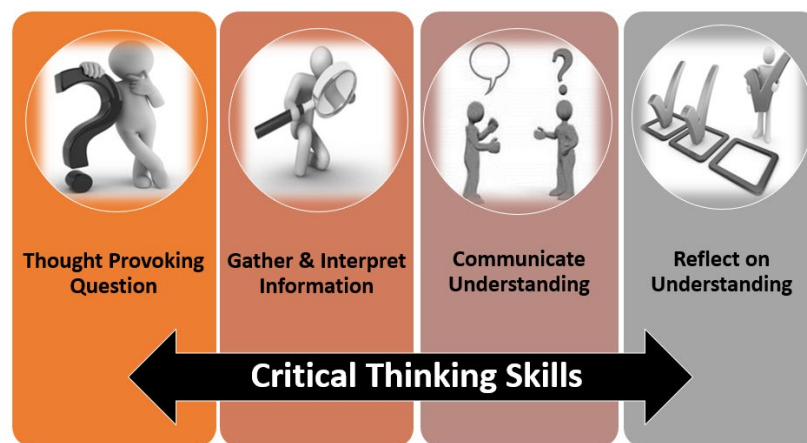 Thought Provoking
Question
Gather & Interpret
Information
Communicate
Understanding
Reflect on
Understanding
Critical Thinking Skills